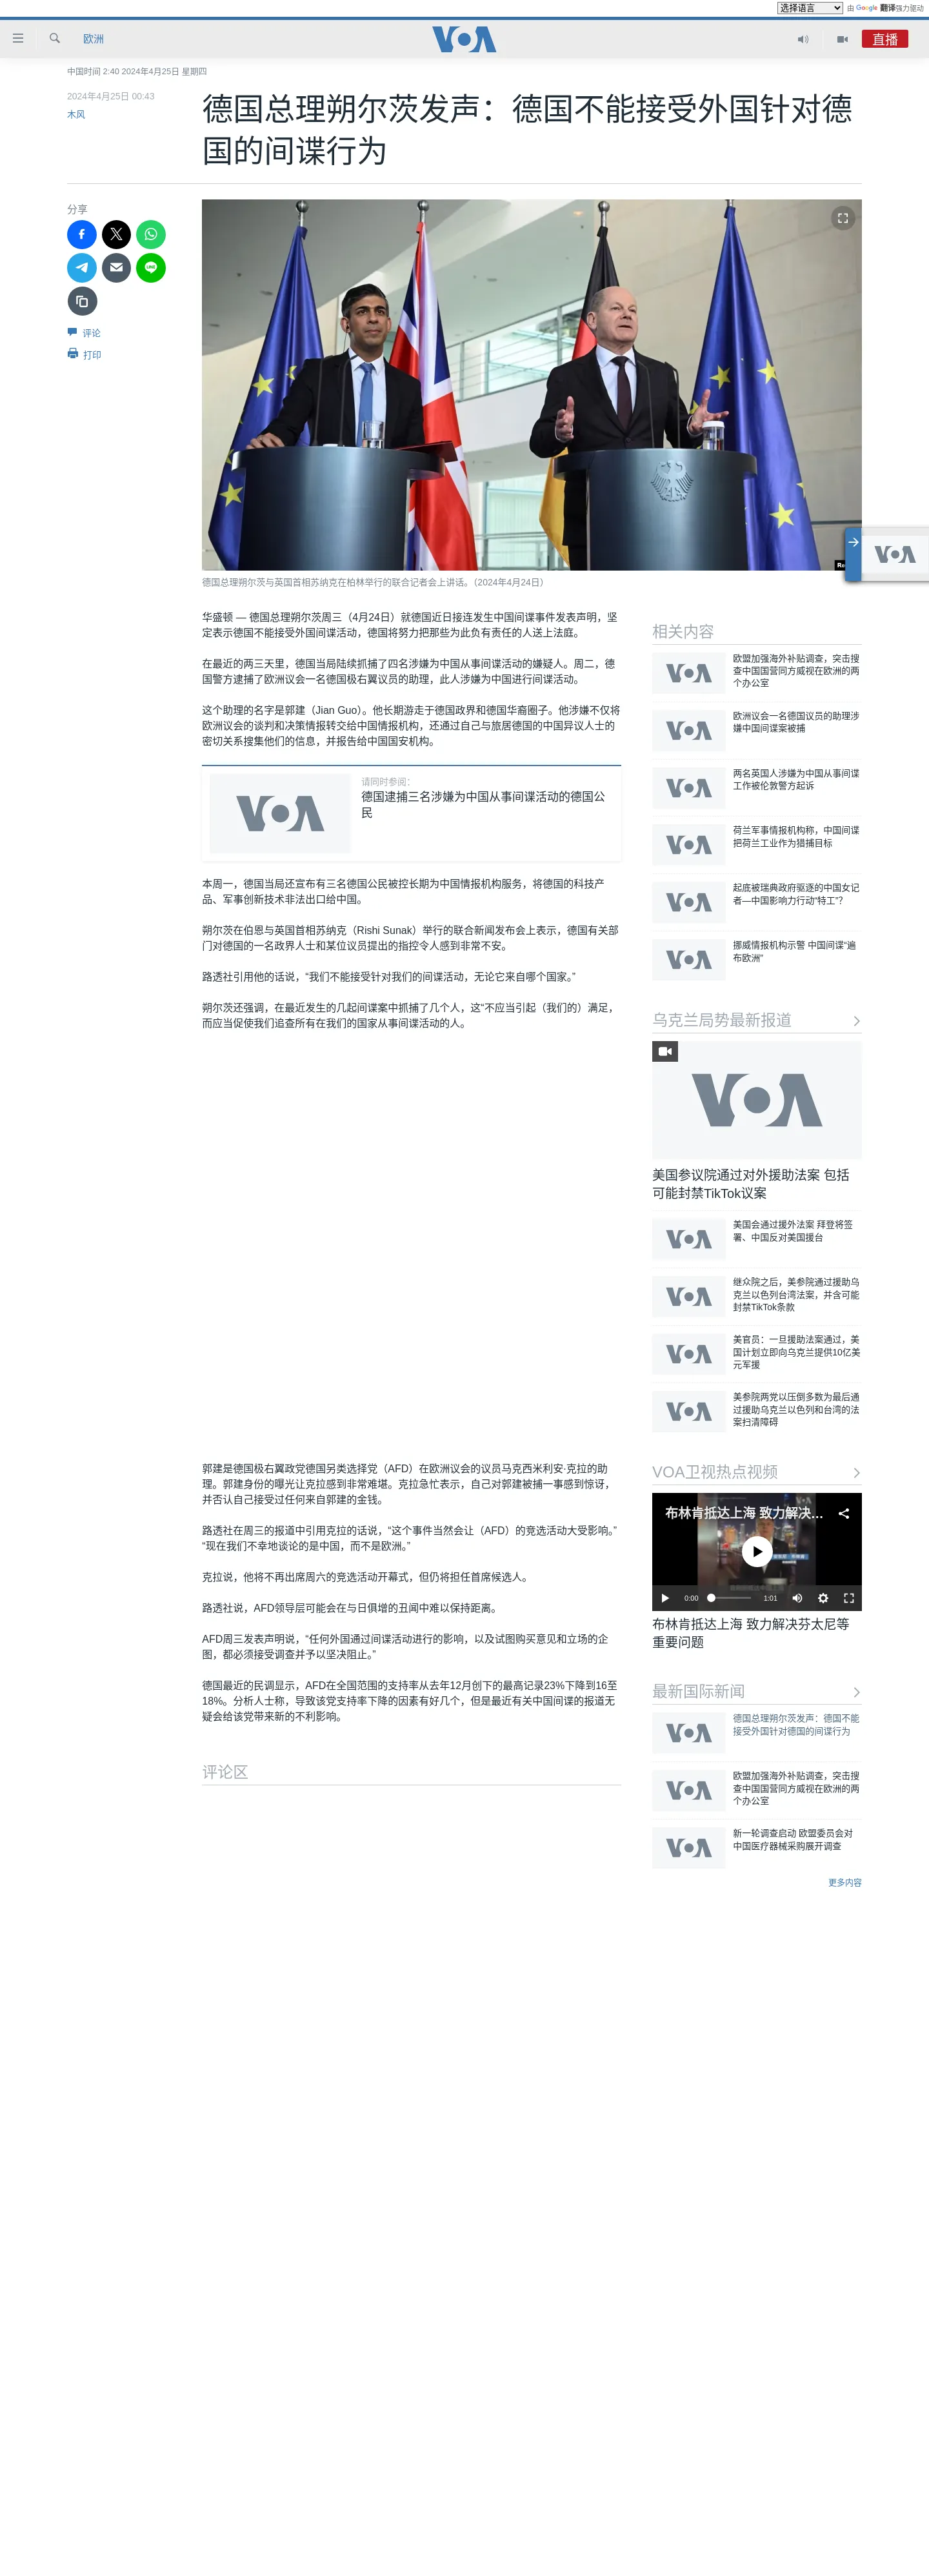 选择语言 由 Google 翻译强力驱动
欧洲
VOA
直播
中国时间 2:40 2024年4月25日 星期四
2024年4月25日 00:43
木风
德国总理朔尔茨发声：德国不能接受外国针对德
国的间谍行为
分享
评论
打印
德国总理朔尔茨与英国首相苏纳克在柏林举行的联合记者会上讲话。（2024年4月24日）
VOA
华盛顿 — 德国总理朔尔茨周三（4月24日）就德国近日接连发生中国间谍事件发表声明，坚
定表示德国不能接受外国间谍活动，德国将努力把那些为此负有责任的人送上法庭。
在最近的两三天里，德国当局陆续抓捕了四名涉嫌为中国从事间谍活动的嫌疑人。周二，德
国警方逮捕了欧洲议会一名德国极右翼议员的助理，此人涉嫌为中国进行间谍活动。
这个助理的名字是郭建（Jian Guo）。他长期游走于德国政界和德国华裔圈子。他涉嫌不仅将
欧洲议会的谈判和决策情报转交给中国情报机构，还通过自己与旅居德国的中国异议人士的
密切关系搜集他们的信息，并报告给中国国安机构。
VOA
请同时参阅：
德国逮捕三名涉嫌为中国从事间谍活动的德国公
民
本周一，德国当局还宣布有三名德国公民被控长期为中国情报机构服务，将德国的科技产
品、军事创新技术非法出口给中国。
朔尔茨在伯恩与英国首相苏纳克（Rishi Sunak）举行的联合新闻发布会上表示，德国有关部
门对德国的一名政界人士和某位议员提出的指控令人感到非常不安。
路透社引用他的话说，“我们不能接受针对我们的间谍活动，无论它来自哪个国家。”
朔尔茨还强调，在最近发生的几起间谍案中抓捕了几个人，这“不应当引起（我们的）满足，
而应当促使我们追查所有在我们的国家从事间谍活动的人。
郭建是德国极右翼政党德国另类选择党（AFD）在欧洲议会的议员马克西米利安·克拉的助
理。郭建身份的曝光让克拉感到非常难堪。克拉急忙表示，自己对郭建被捕一事感到惊讶，
并否认自己接受过任何来自郭建的金钱。
路透社在周三的报道中引用克拉的话说，“这个事件当然会让（AFD）的竞选活动大受影响。”
“现在我们不幸地谈论的是中国，而不是欧洲。”
克拉说，他将不再出席周六的竞选活动开幕式，但仍将担任首席候选人。
路透社说，AFD领导层可能会在与日俱增的丑闻中难以保持距离。
AFD周三发表声明说，“任何外国通过间谍活动进行的影响，以及试图购买意见和立场的企
图，都必须接受调查并予以坚决阻止。”
德国最近的民调显示，AFD在全国范围的支持率从去年12月创下的最高记录23%下降到16至
18%。分析人士称，导致该党支持率下降的因素有好几个，但是最近有关中国间谍的报道无
疑会给该党带来新的不利影响。
评论区
相关内容
VOA
欧盟加强海外补贴调查，突击搜
查中国国营同方威视在欧洲的两
个办公室
VOA
欧洲议会一名德国议员的助理涉
嫌中国间谍案被捕
VOA
两名英国人涉嫌为中国从事间谍
工作被伦敦警方起诉
VOA
荷兰军事情报机构称，中国间谍
把荷兰工业作为猎捕目标
VOA
起底被瑞典政府驱逐的中国女记
者—中国影响力行动“特工”？
VOA
挪威情报机构示警 中国间谍“遍
布欧洲”
乌克兰局势最新报道
VOA
美国参议院通过对外援助法案 包括
可能封禁TikTok议案
VOA
美国会通过援外法案 拜登将签
署、中国反对美国援台
VOA
继众院之后，美参院通过援助乌
克兰以色列台湾法案，并含可能
封禁TikTok条款
VOA
美官员：一旦援助法案通过，美
国计划立即向乌克兰提供10亿美
元军援
VOA
美参院两党以压倒多数为最后通
过援助乌克兰以色列和台湾的法
案扫清障碍
VOA卫视热点视频
布林肯抵达上海 致力解决...
0:00 1:01
布林肯抵达上海 致力解决芬太尼等
重要问题
最新国际新闻
VOA
德国总理朔尔茨发声：德国不能
接受外国针对德国的间谍行为
VOA
欧盟加强海外补贴调查，突击搜
查中国国营同方威视在欧洲的两
个办公室
VOA
新一轮调查启动 欧盟委员会对
中国医疗器械采购展开调查
更多内容